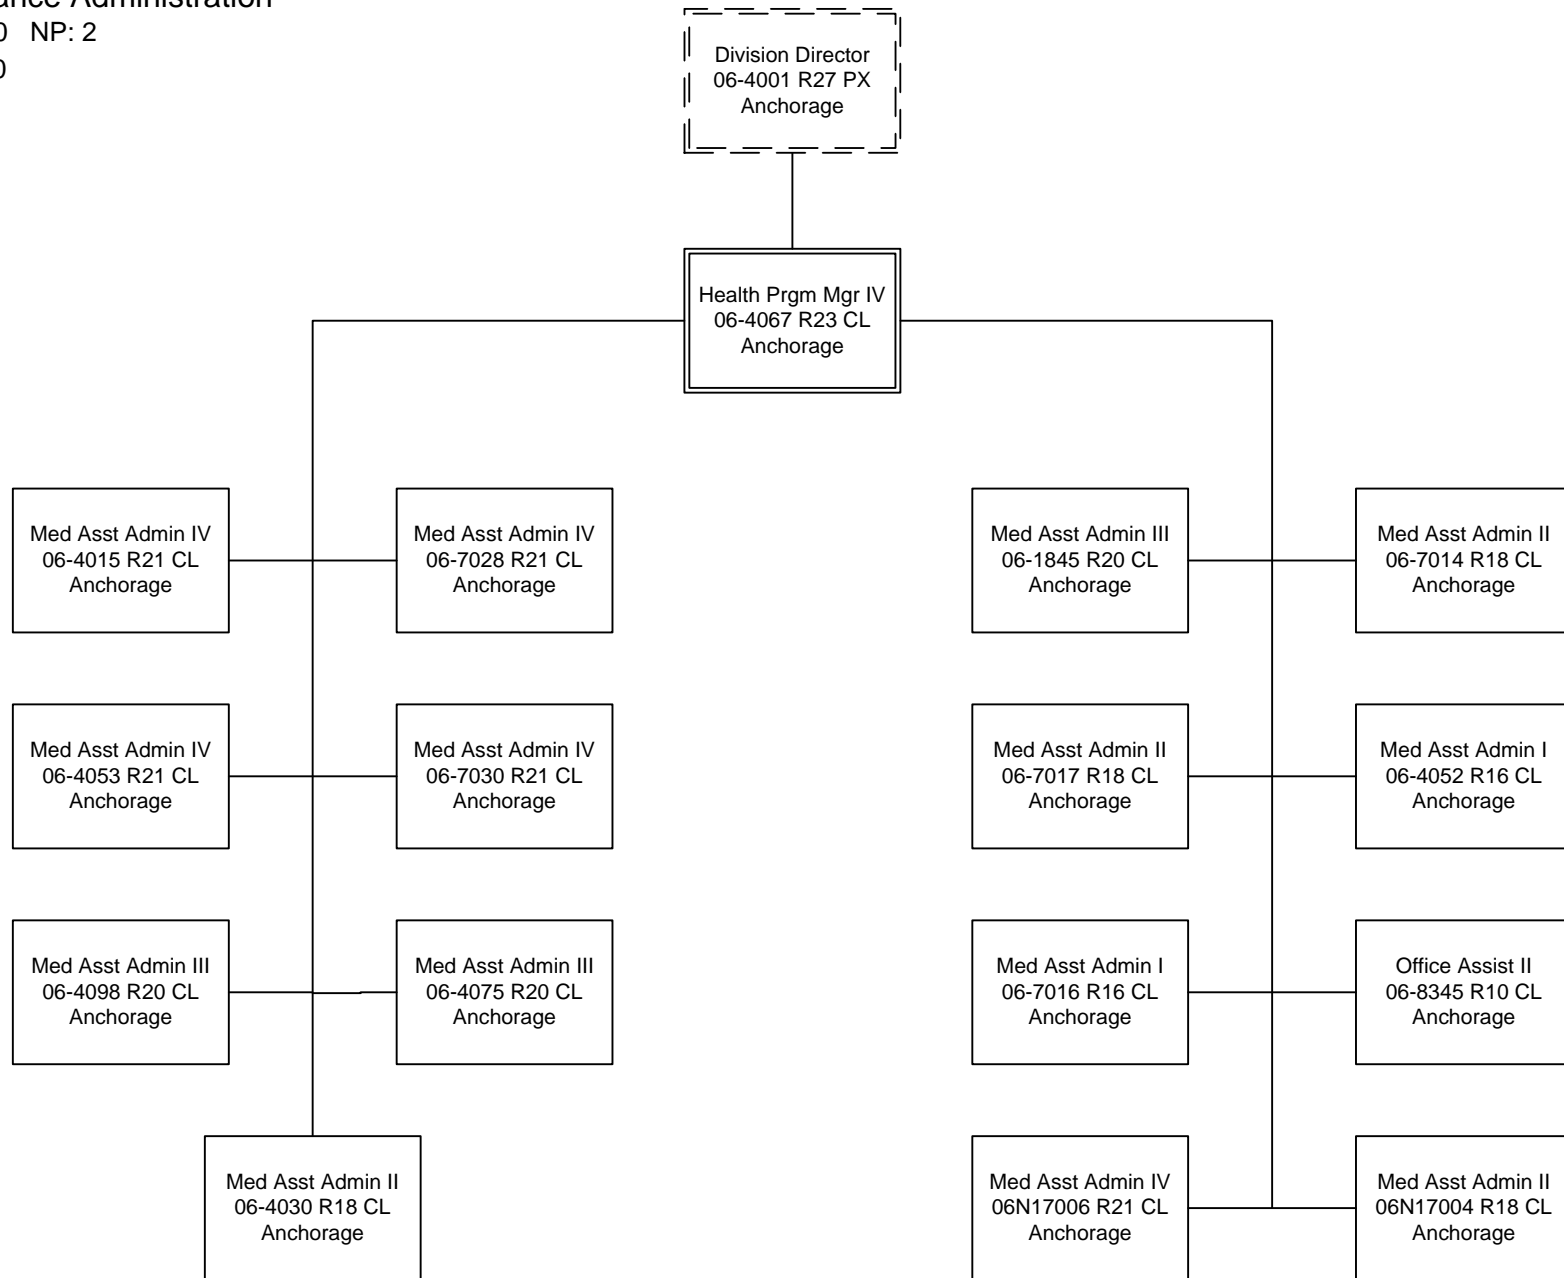 Administration
NP: 2
Division Director
06-4001 R27 PX
Anchorage
Health Prgm Mgr IV
06-4067 R23 CL
Anchorage
Med Asst Admin IV
06-4015 R21 CL
Anchorage
Med Asst Admin IV
06-7028 R21 CL
Anchorage
Med Asst Admin III
06-1845 R20 CL
Anchorage
Med Asst Admin II
06-7014 R18 CL
Anchorage
Med Asst Admin IV
06-4053 R21 CL
Anchorage
Med Asst Admin IV
06-7030 R21 CL
Anchorage
Med Asst Admin II
06-7017 R18 CL
Anchorage
Med Asst Admin I
06-4052 R16 CL
Anchorage
Med Asst Admin III
06-4098 R20 CL
Anchorage
Med Asst Admin III
06-4075 R20 CL
Anchorage
Med Asst Admin I
06-7016 R16 CL
Anchorage
Office Assist II
06-8345 R10 CL
Anchorage
Med Asst Admin II
06-4030 R18 CL
Anchorage
Med Asst Admin IV
06N17006 R21 CL
Anchorage
Med Asst Admin II
06N17004 R18 CL
Anchorage